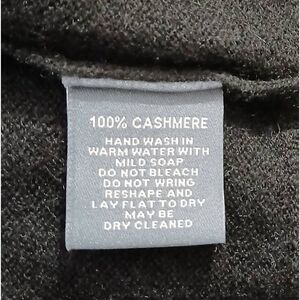 100% CASHMERE
HAND WASH IN
WARM WATER WITH
MILD SOAP
DO NOT BLEACH
DO NOT WRING
RESHAPE AND
LAY FLAT TO DRY
MAY BE
DRY CLEANED